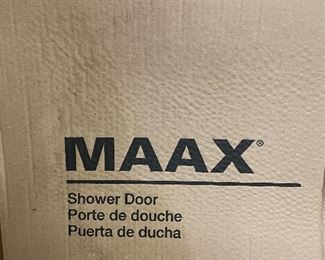 MAAX®
Shower Door
Porte de douche
Puerta de ducha